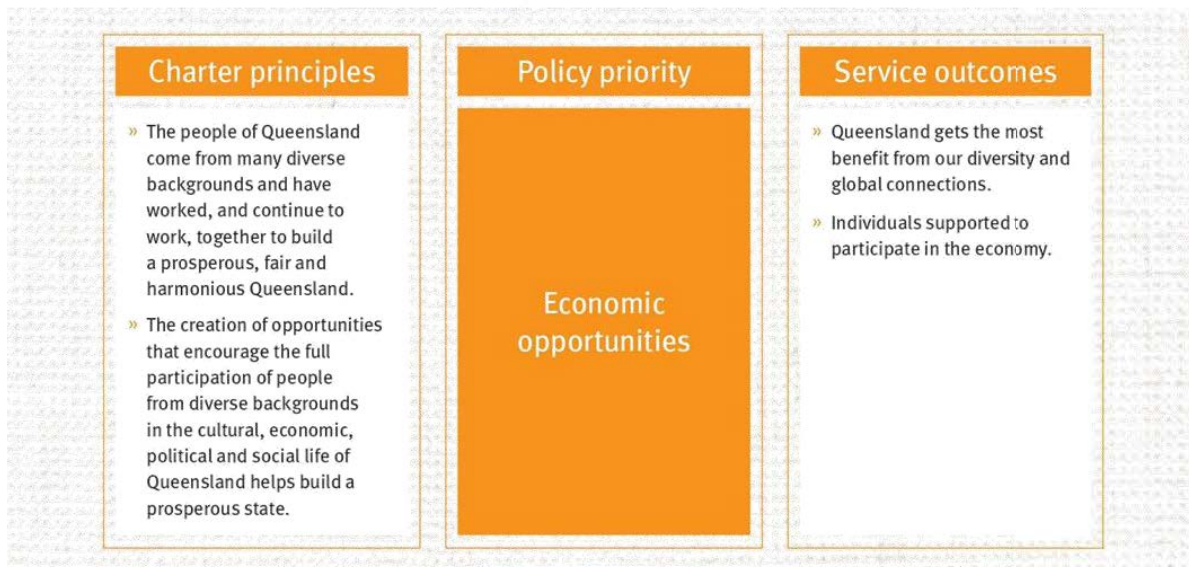 Charter principles
» The people of Queensland
come from many diverse
backgrounds and have
worked, and continue to
work, together to build
a prosperous, fair and
harmonious Queensland.
» The creation of opportunities
that encourage the full
participation of people
from diverse backgrounds
in the cultural, economic,
political and social life of
Queensland helps build a
prosperous state.
Policy priority
Economic
opportunities
Service outcomes
» Queensland gets the most
benefit from our diversity and
global connections.
» Individuals supported to
participate in the economy.